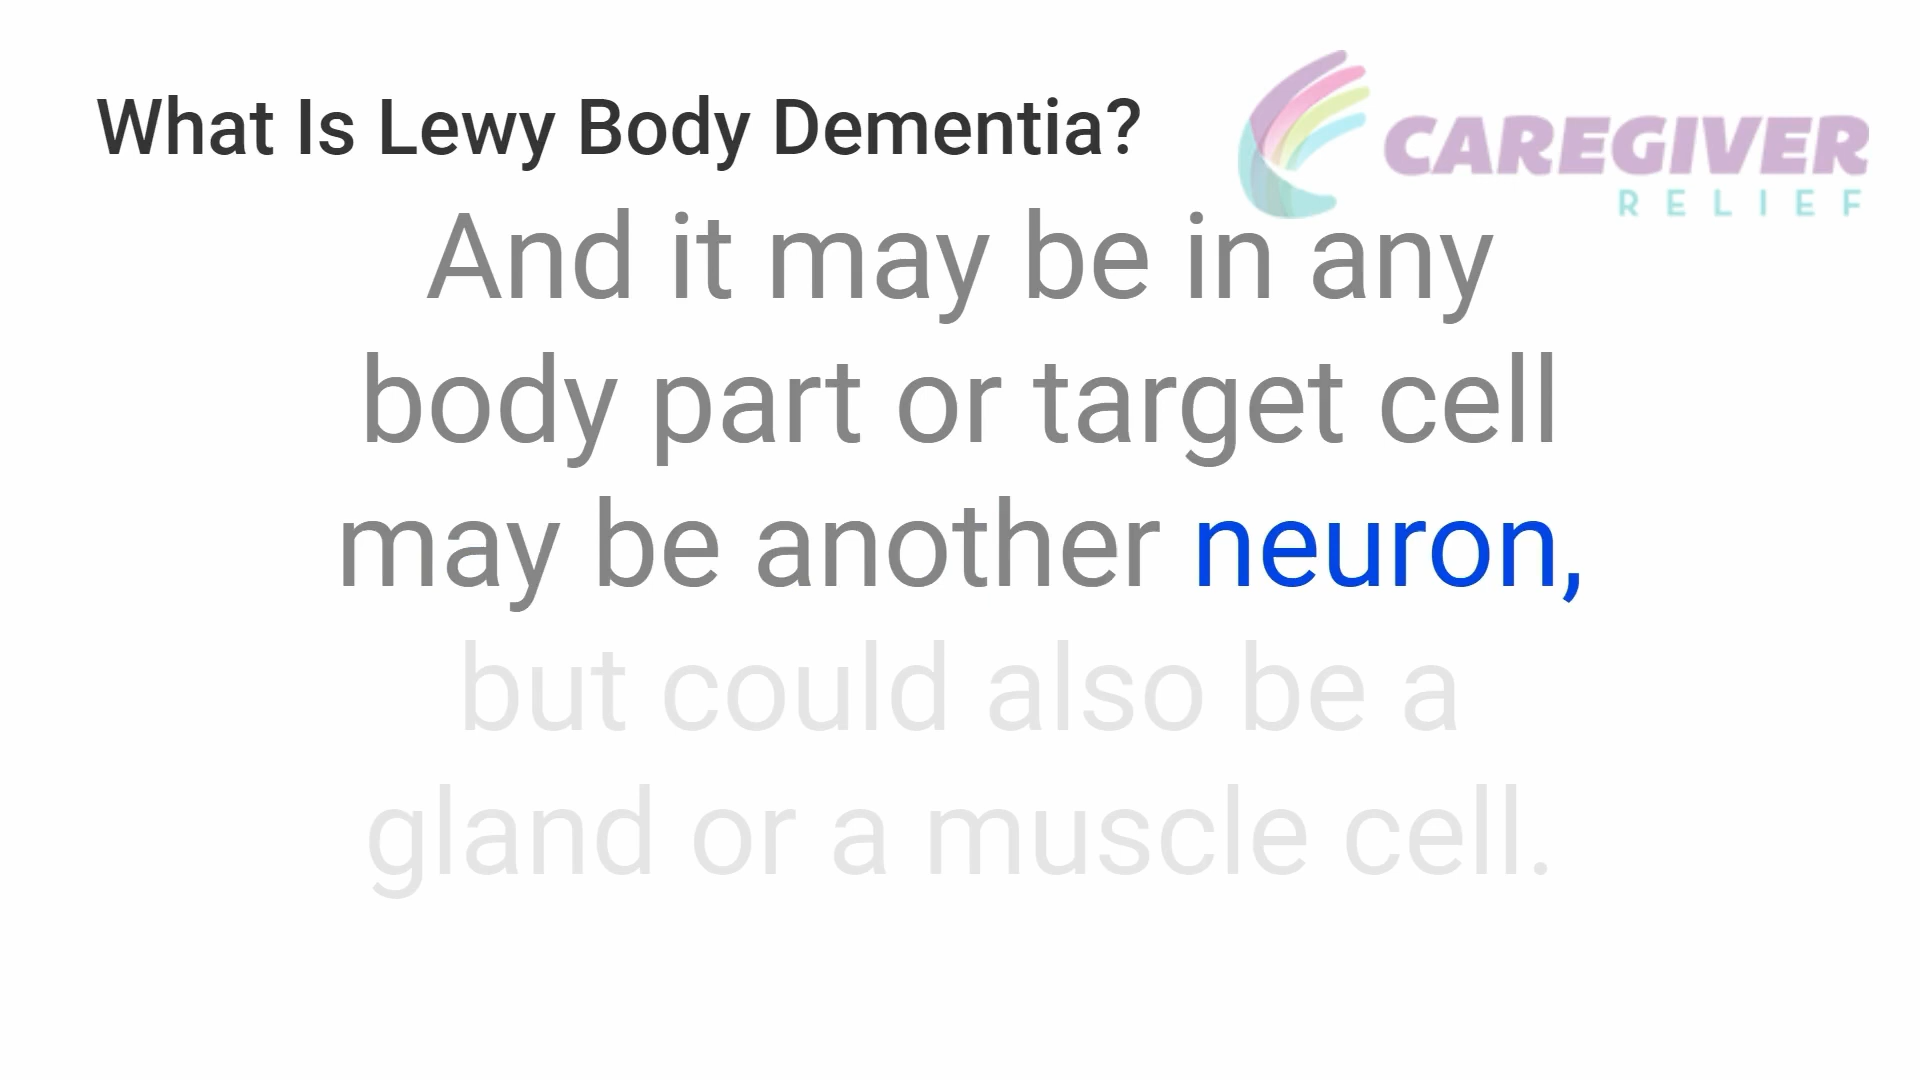 What Is Lewy Body Dementia?
CAREGIVER
RELIEF
And it may be in any
body part or target cell
may be another neuron,
but could also be a
gland or a muscle cell.